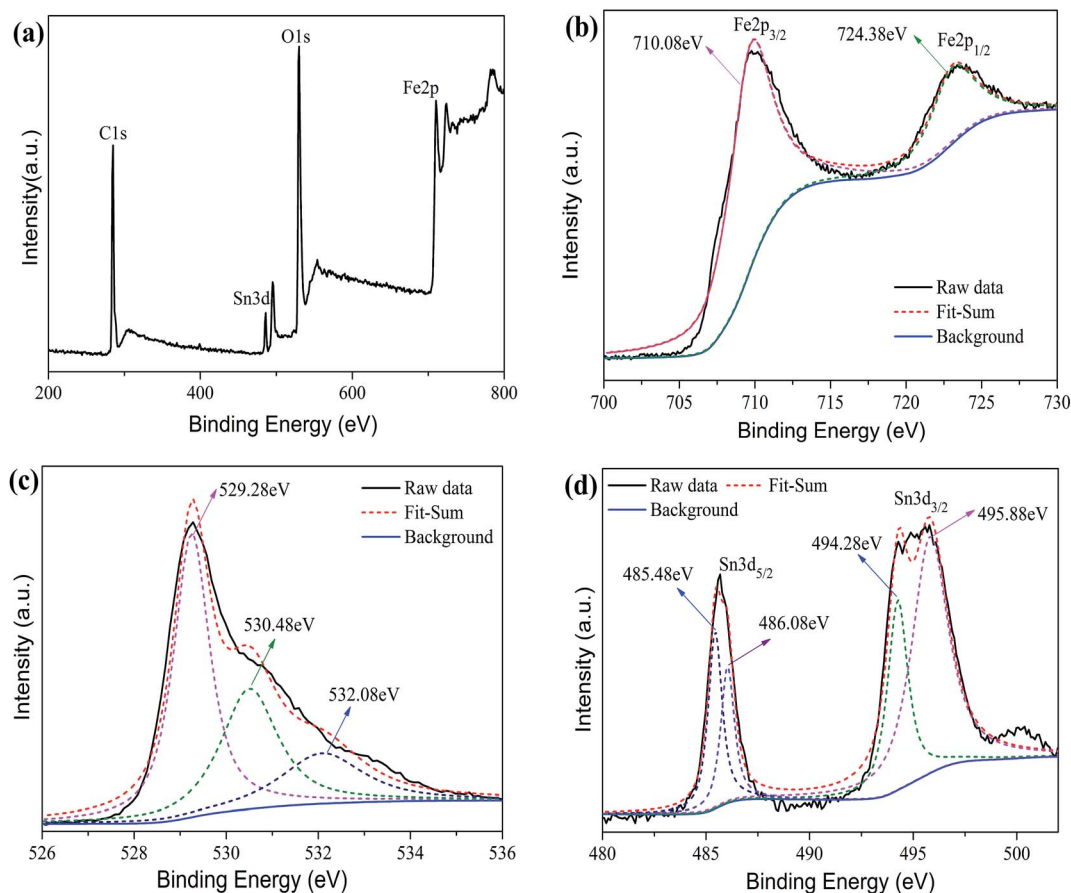 (a)
O1s
C1s
Fe2p
Sn3d
Intensity(a.u.)
200 400 600 800
Binding Energy (eV)
(b)
Fe2p3/2
710.08eV
724.38eV
Fe2p1/2
Intensity (a.u.)
Raw data
Fit-Sum
Background
700 705 710 715 720 725 730
Binding Energy (eV)
(c)
529.28eV
Raw data
Fit-Sum
Background
530.48eV
532.08eV
Intensity (a.u.)
526 528 530 532 534 536
Binding Energy (eV)
(d)
Raw data Fit-Sum
Background
Sn3d3/2
495.88eV
494.28eV
485.48eV
Sn3d5/2
486.08eV
Intensity (a.u.)
480 485 490 495 500
Binding Energy (eV)